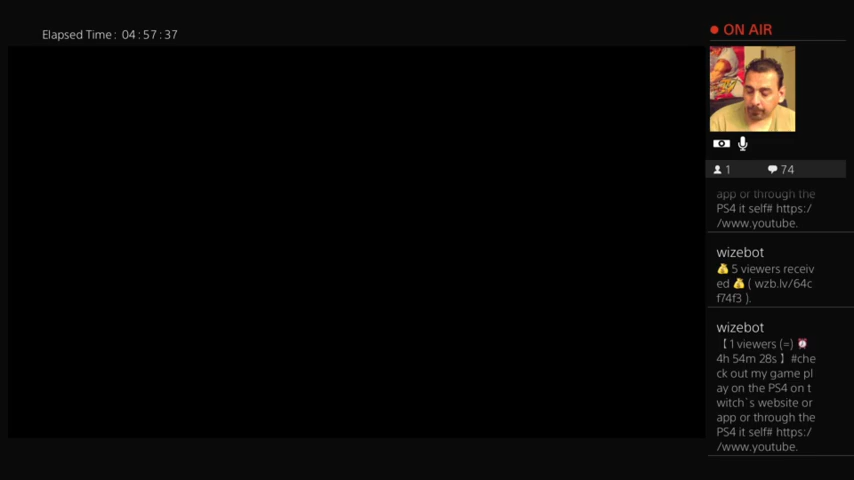 Elapsed Time: 04:57:37
ON AIR
1 74
app or through the
PS4 it self# https:/
/www.youtube.
wizebot
💰 5 viewers receiv
ed 💰 ( wzb.lv/64c
f74f3 ).
wizebot
【 1 viewers (=) ⏰
4h 54m 28s 】 #che
ck out my game pl
ay on the PS4 on t
witch`s website or
app or through the
PS4 it self# https:/
/www.youtube.